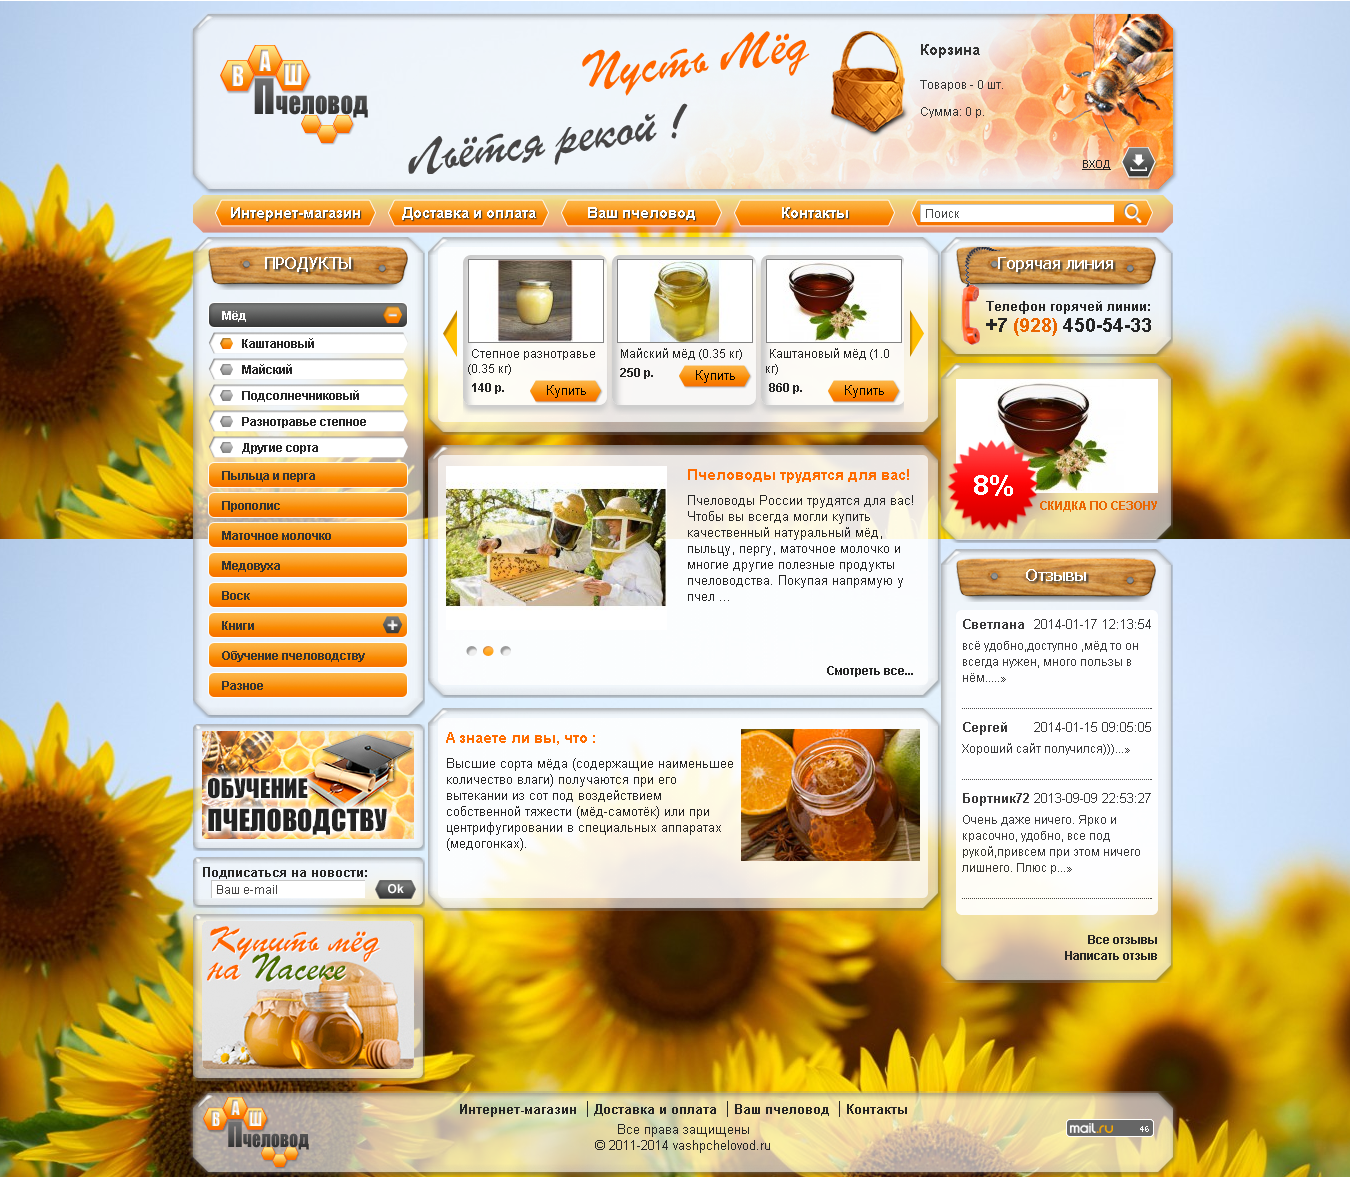 ВАШ
Пчеловод
Пусть Мёд
Льётся рекой !
Корзина
Товаров - 0 шт.
Сумма: 0 р.
вход
Интернет-магазин
Доставка и оплата
Ваш пчеловод
Контакты
Поиск
ПРОДУКТЫ
Мёд
Каштановый
Майский
Подсолнечниковый
Разнотравье степное
Другие сорта
Пыльца и перга
Прополис
Маточное молочко
Медовуха
Воск
Книги
Обучение пчеловодству
Разное
ОБУЧЕНИЕ
ПЧЕЛОВОДСТВУ
Подписаться на новости:
Ваш e-mail
Ok
Купить мёд
на Пасеке
Степное разнотравье
(0.35 кг)
140 р.
Купить
Майский мёд (0.35 кг)
250 р.
Купить
Каштановый мёд (1.0
кг)
860 р.
Купить
Пчеловоды трудятся для вас!
Пчеловоды России трудятся для вас!
Чтобы вы всегда могли купить
качественный натуральный мёд,
пыльцу, пергу, маточное молочко и
многие другие полезные продукты
пчеловодства. Покупая напрямую у
пчел ...
Смотреть все...
А знаете ли вы, что :
Высшие сорта мёда (содержащие наименьшее
количество влаги) получаются при его
вытекании из сот под воздействием
собственной тяжести (мёд-самотёк) или при
центрифугировании в специальных аппаратах
(медогонках).
Горячая линия
Телефон горячей линии:
+7 (928) 450-54-33
8%
СКИДКА ПО СЕЗОНУ
Отзывы
Светлана 2014-01-17 12:13:54
всё удобно,доступно ,мёд то он
всегда нужен, много пользы в
нём.....»
Сергей 2014-01-15 09:05:05
Хороший сайт получился)))...»
Бортник72 2013-09-09 22:53:27
Очень даже ничего. Ярко и
красочно, удобно, все под
рукой,привсем при этом ничего
лишнего. Плюс р...»
Все отзывы
Написать отзыв
ВАШ
Пчеловод
Интернет-магазин
Доставка и оплата
Ваш пчеловод
Контакты
Все права защищены
© 2011-2014 vashpchelovod.ru
mail.ru
46